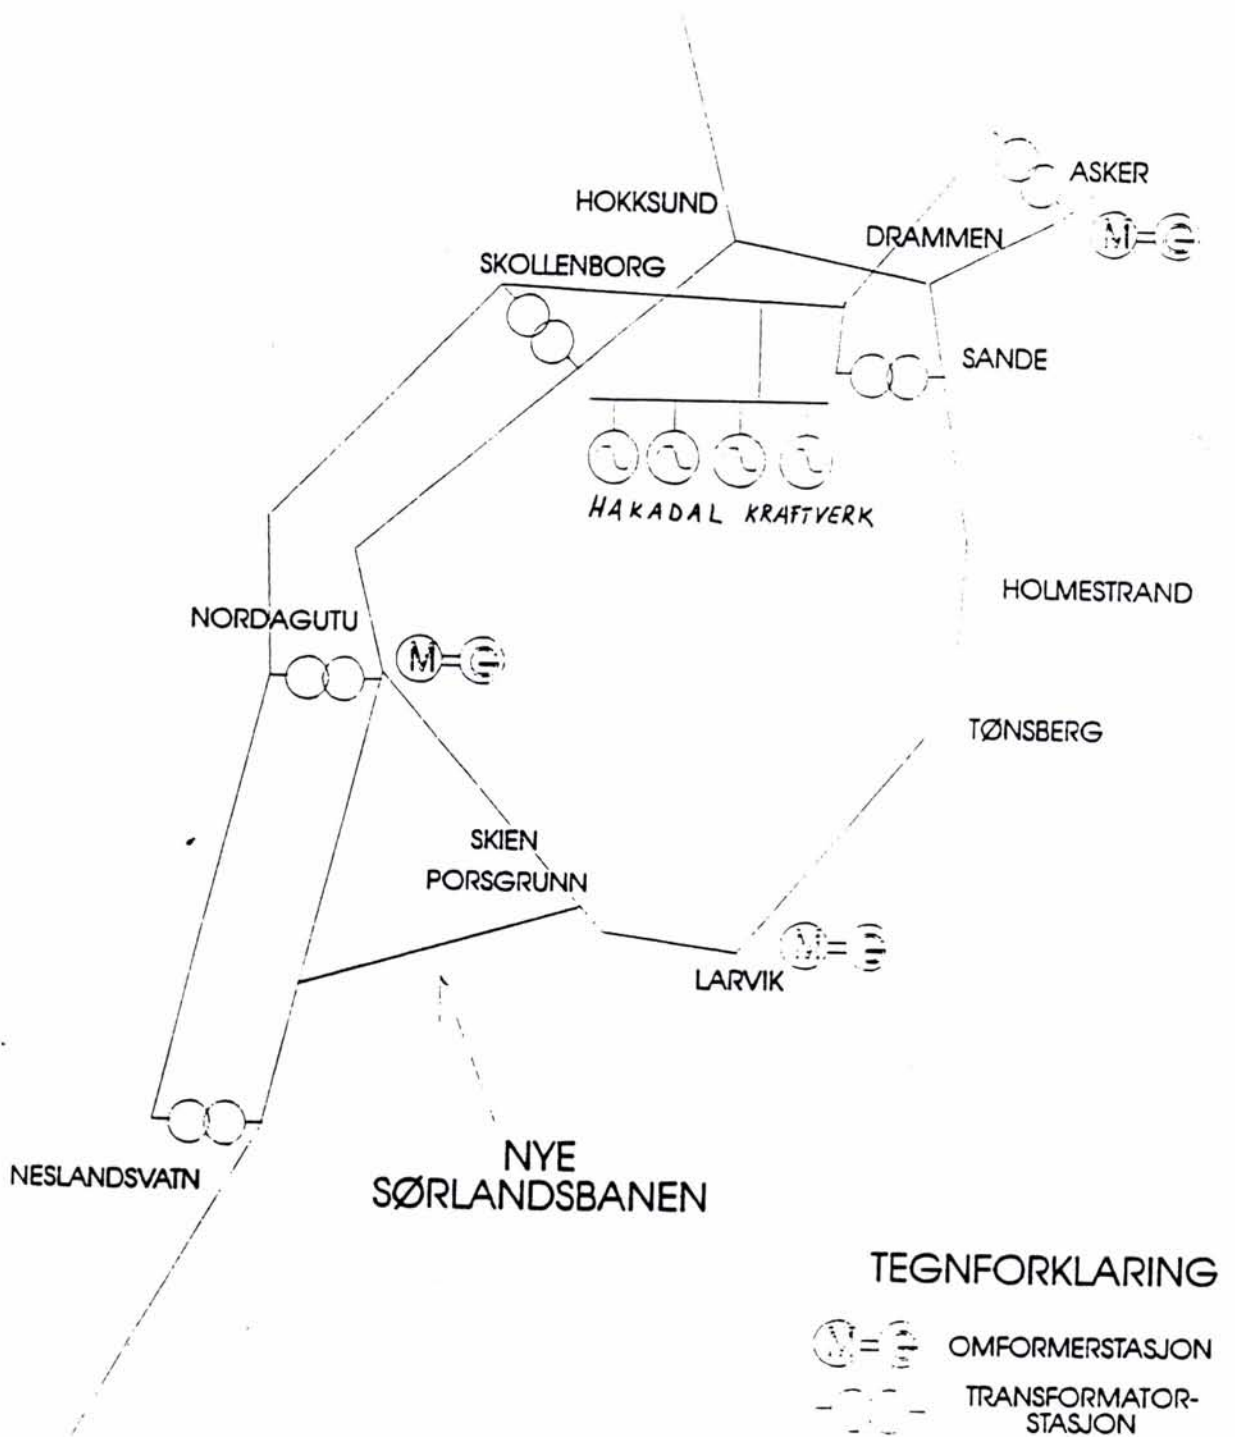 HOKKSUND
ASKER
DRAMMEN
M=G
SKOLLENBORG
SANDE
HAKADAL KRAFTVERK
HOLMESTRAND
NORDAGUTU
M=G
TØNSBERG
SKIEN
PORSGRUNN
M=G
LARVIK
NESLANDSVATN
NYE
SØRLANDSBANEN
TEGNFORKLARING
M=G OMFORMERSTASJON
TRANSFORMATOR-
STASJON